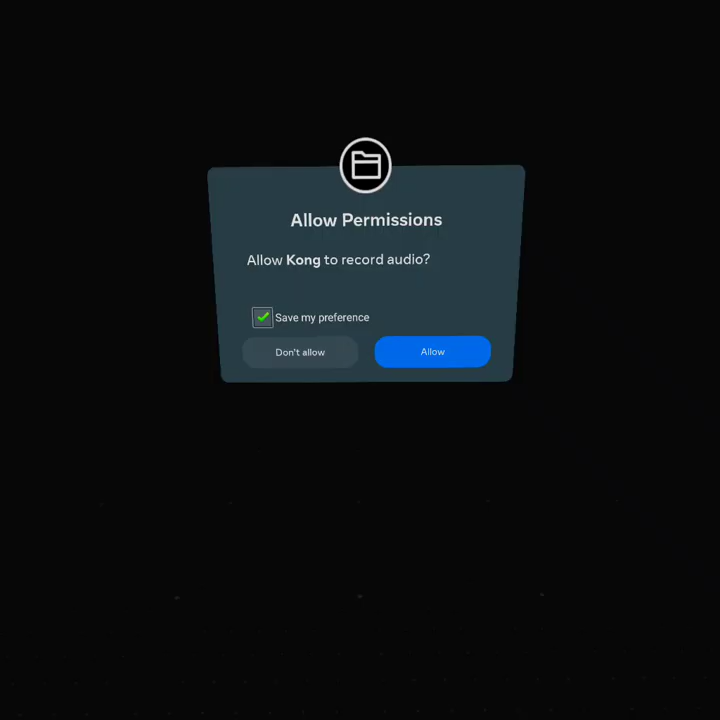 Allow Permissions
Allow Kong to record audio?
Save my preference
Don't allow
Allow